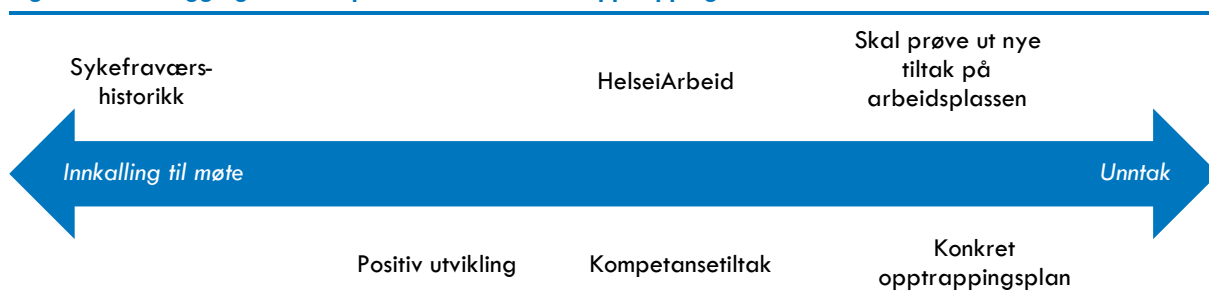 Skal prøve ut nye
tiltak på
arbeidsplassen
Sykefraværs-
historikk
HelseiArbeid
Innkalling til møte
Unntak
Positiv utvikling
Kompetansetiltak
Konkret
opptrappingsplan